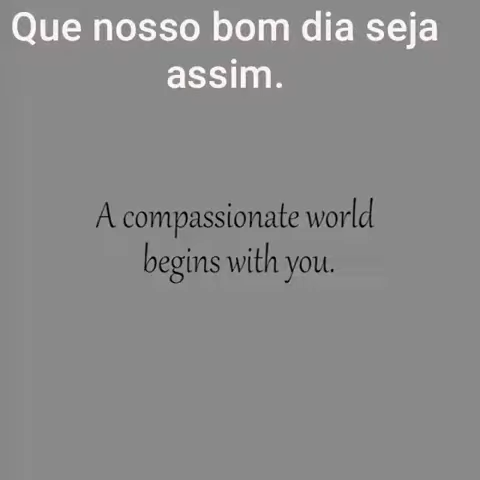 Que nosso bom dia seja
assim.
A compassionate world
begins with you.